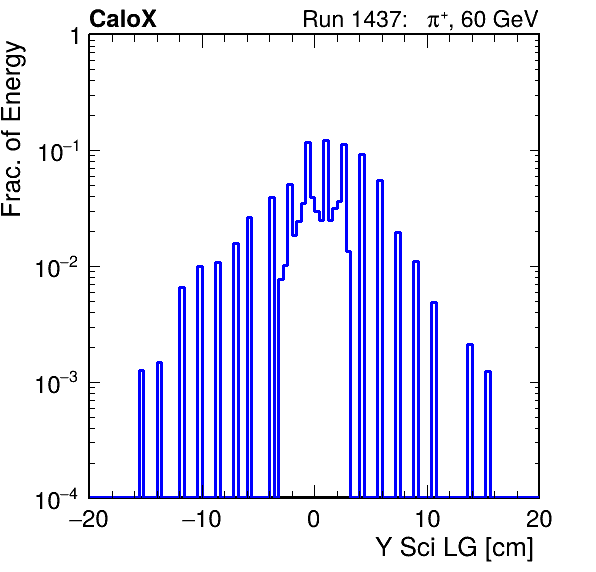 CaloX Run 1437: π⁺, 60 GeV
Frac. of Energy
1
10⁻¹
10⁻²
10⁻³
10⁻⁴
−20 −10 0 10 20
Y Sci LG [cm]